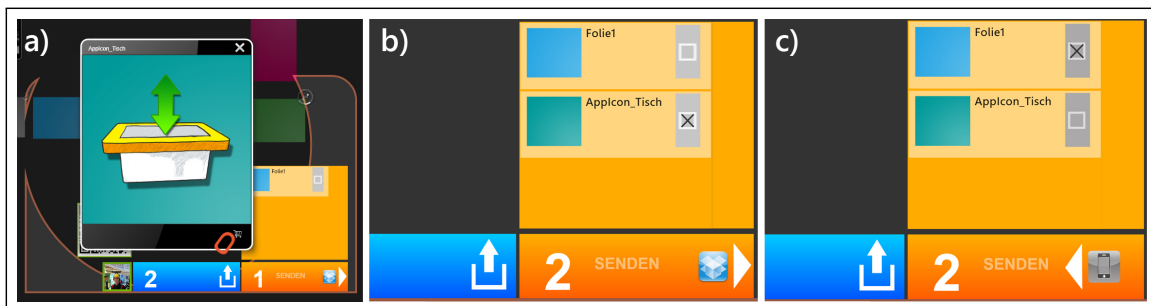 a)
AppIcon_Tisch
Folie1
2
1 SENDEN
b)
Folie1
AppIcon_Tisch
2 SENDEN
c)
Folie1
AppIcon_Tisch
2 SENDEN